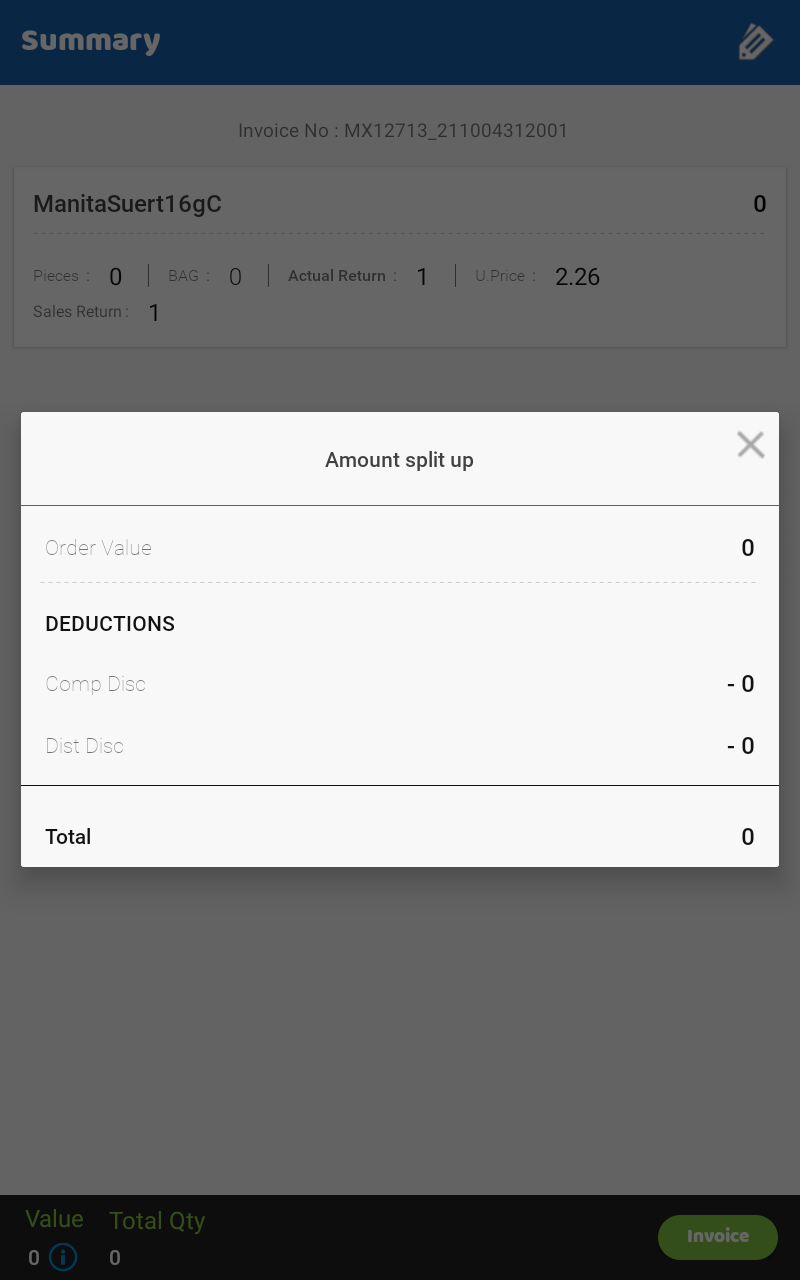 Summary
Invoice No : MX12713_211004312001
ManitaSuert16gC 0
Pieces : 0 BAG : 0 Actual Return : 1 U.Price : 2.26
Sales Return : 1
Amount split up
Order Value 0
DEDUCTIONS
Comp Disc - 0
Dist Disc - 0
Total 0
Value Total Qty
0 0
Invoice